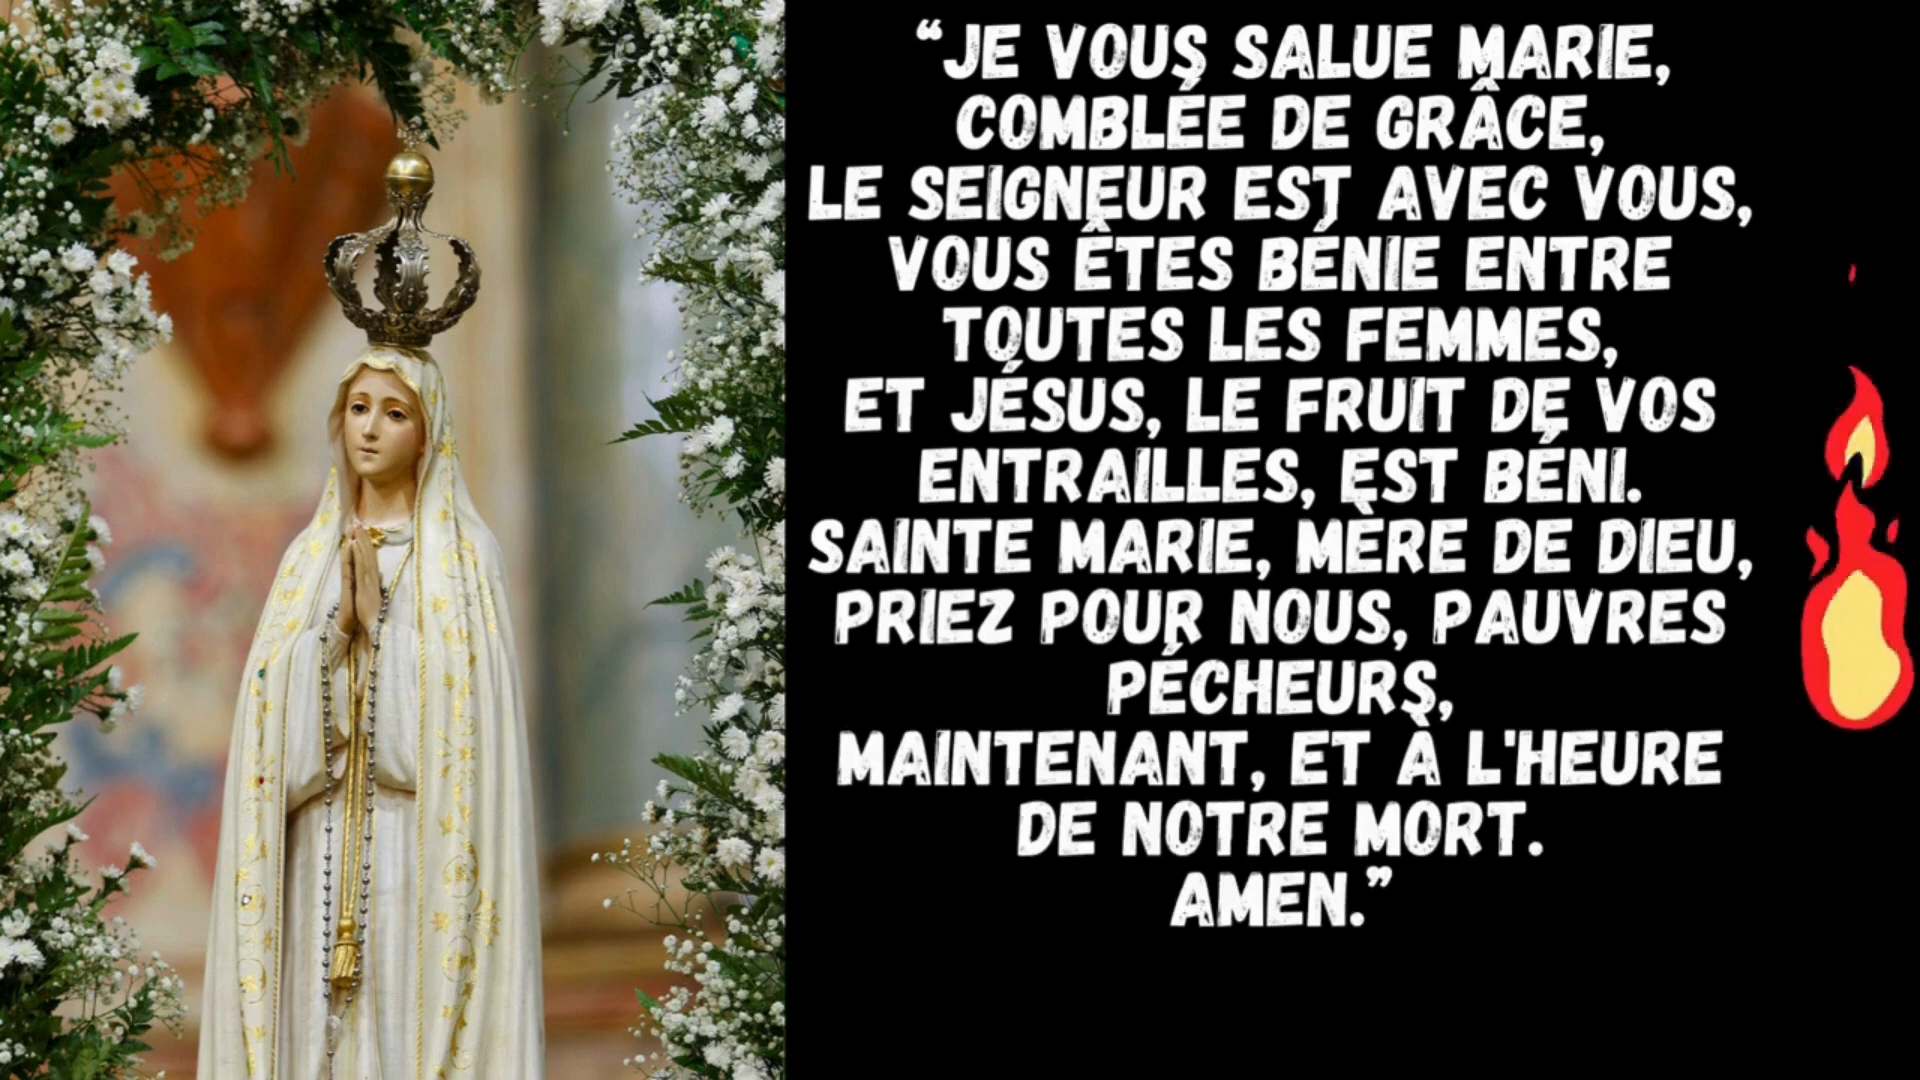 “JE VOUS SALUE MARIE,
COMBLÉE DE GRÂCE,
LE SEIGNEUR EST AVEC VOUS,
VOUS ÊTES BÉNIE ENTRE
TOUTES LES FEMMES,
ET JÉSUS, LE FRUIT DE VOS
ENTRAILLES, EST BÉNI.
SAINTE MARIE, MÈRE DE DIEU,
PRIEZ POUR NOUS, PAUVRES
PÉCHEURS,
MAINTENANT, ET À L'HEURE
DE NOTRE MORT.
AMEN.”